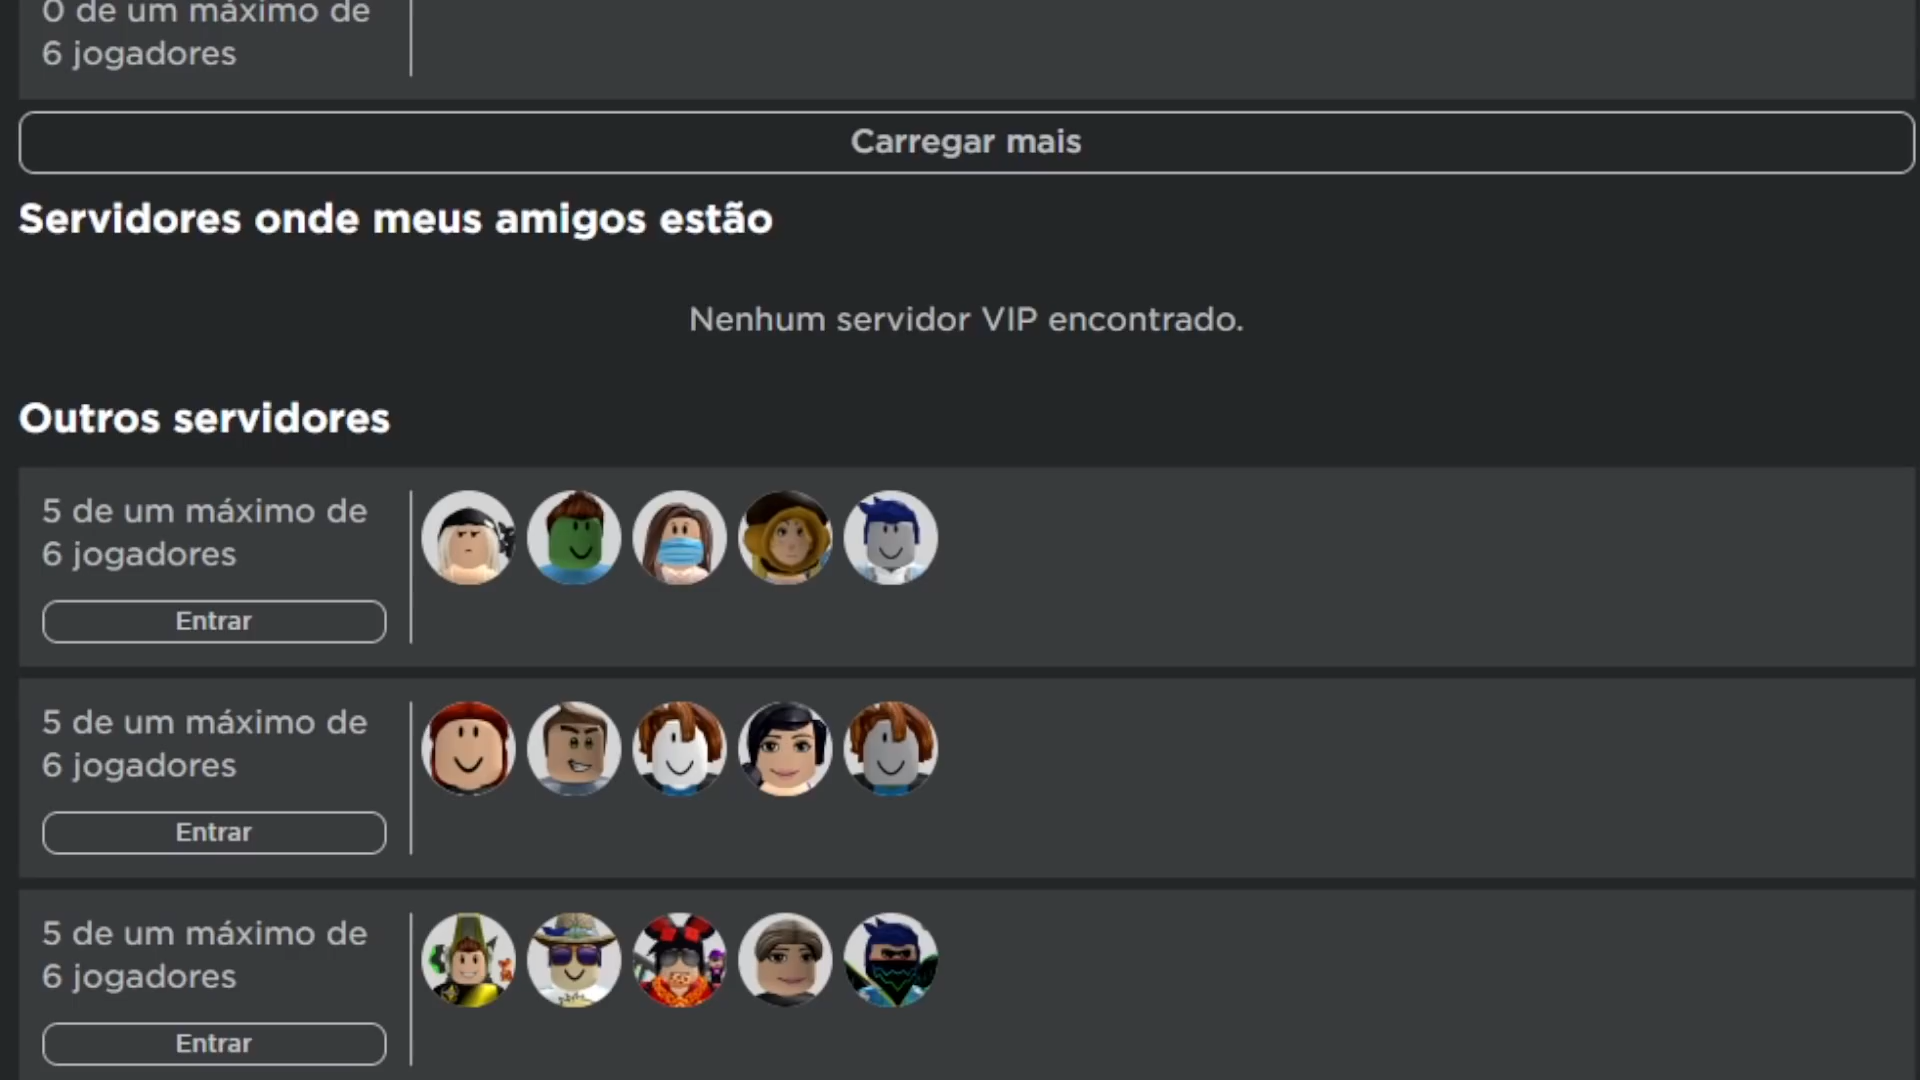 0 de um máximo de
6 jogadores
Carregar mais
Servidores onde meus amigos estão
Nenhum servidor VIP encontrado.
Outros servidores
5 de um máximo de
6 jogadores
Entrar
5 de um máximo de
6 jogadores
Entrar
5 de um máximo de
6 jogadores
Entrar